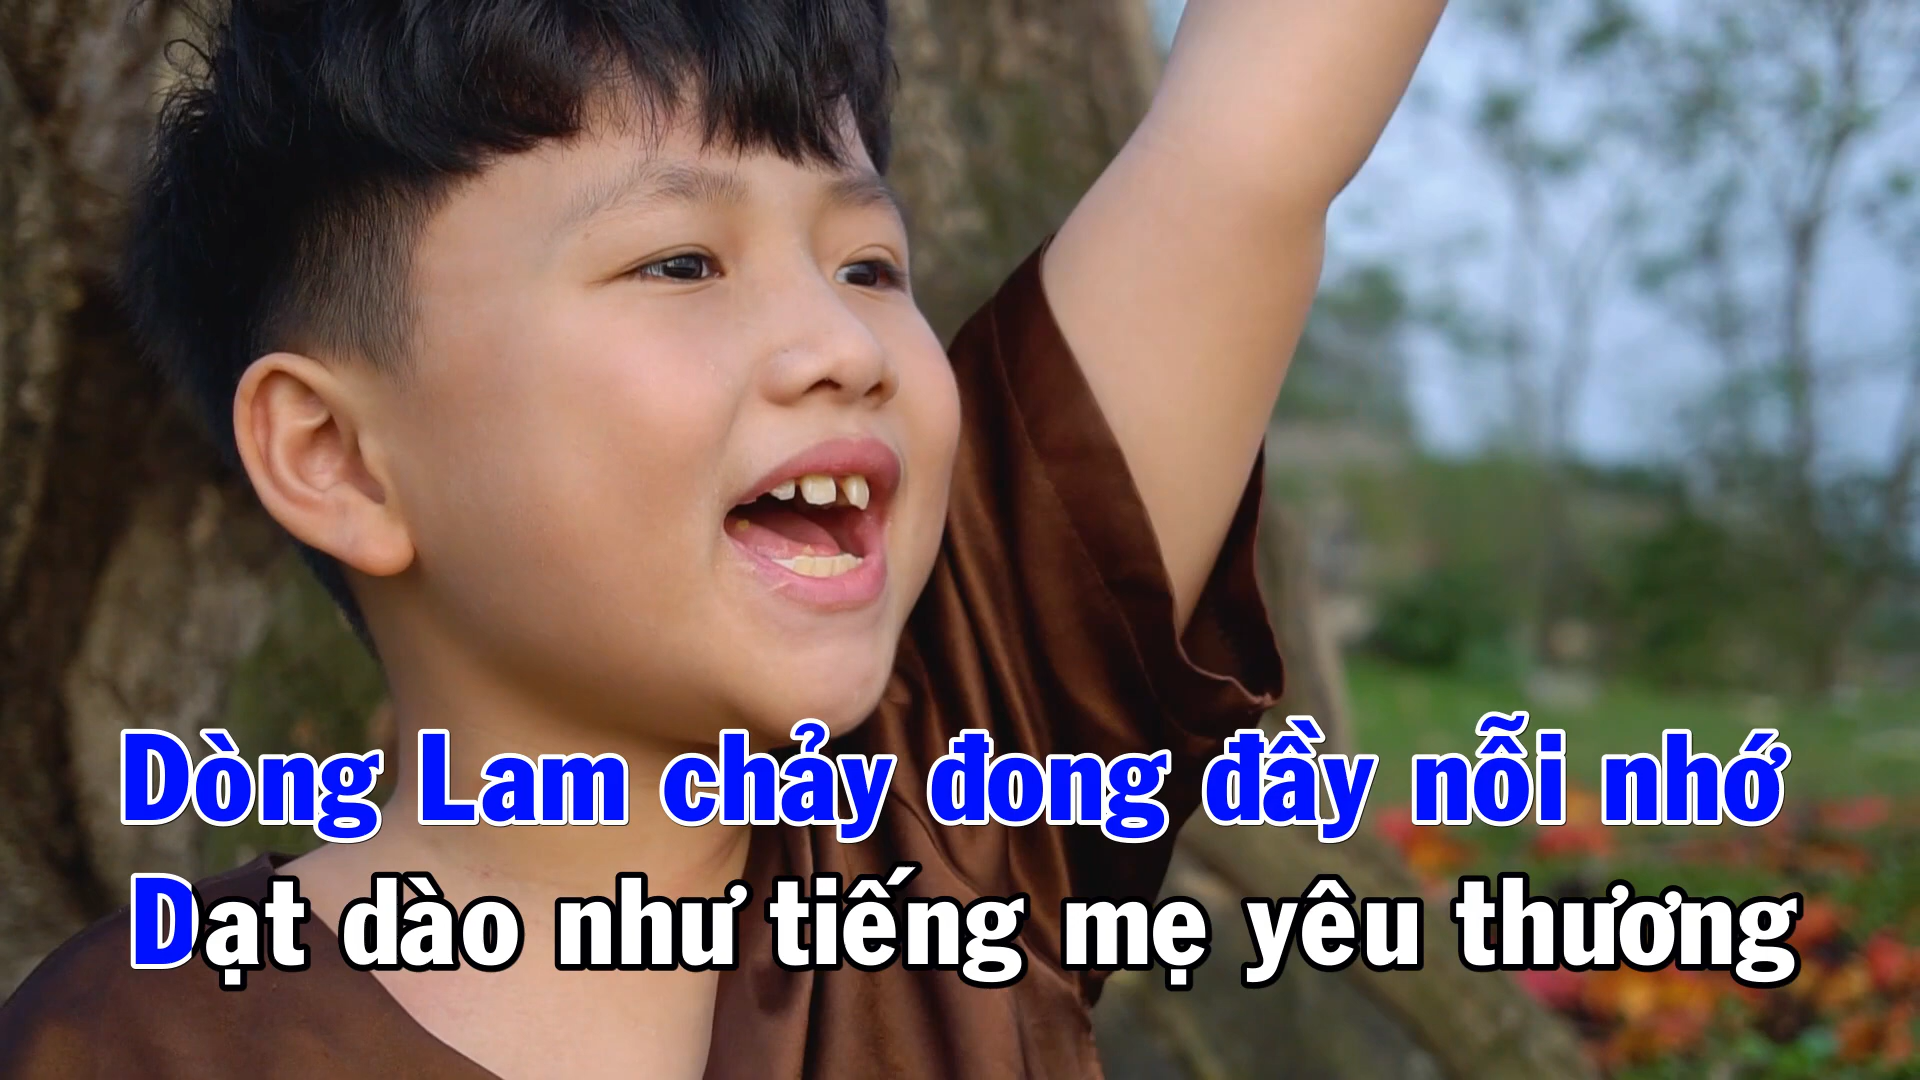 Dòng Lam chảy đong đầy nỗi nhớ
Dạt dào như tiếng mẹ yêu thương